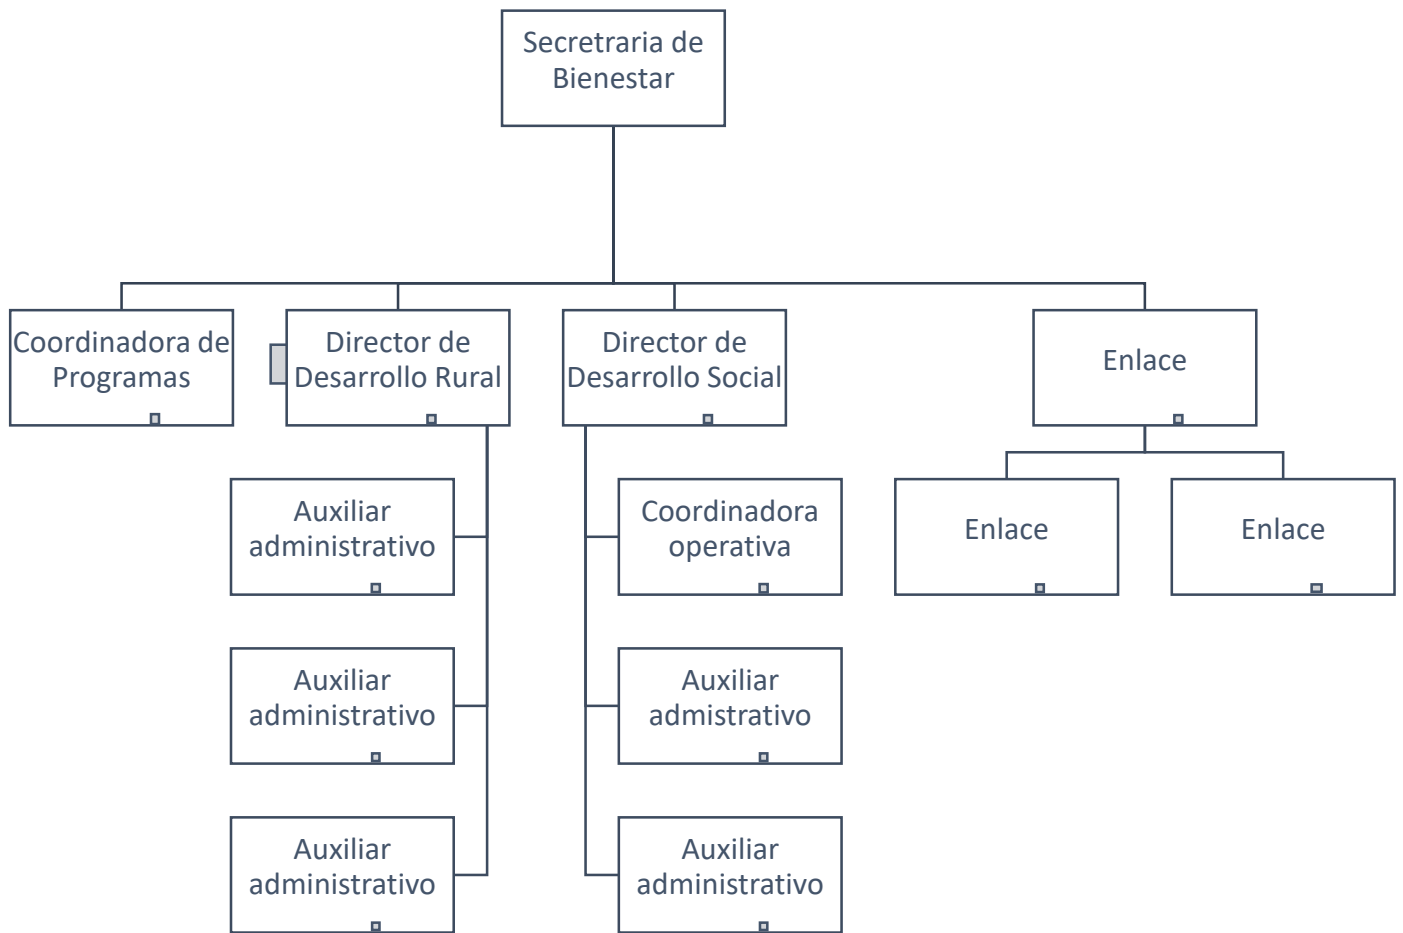 Secretraria de
Bienestar
Coordinadora de
Programas
Director de
Desarrollo Rural
Director de
Desarrollo Social
Enlace
Auxiliar
administrativo
Coordinadora
operativa
Enlace
Enlace
Auxiliar
administrativo
Auxiliar
admistrativo
Auxiliar
administrativo
Auxiliar
administrativo